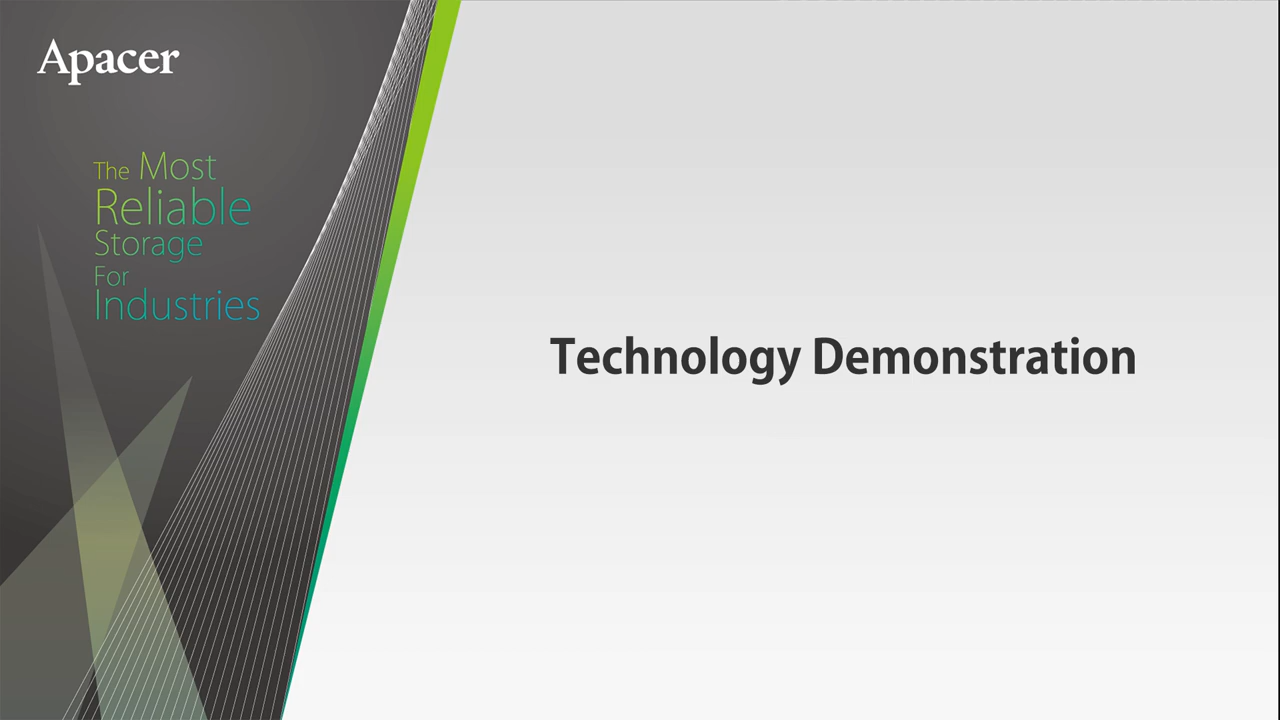 Apacer
The Most
Reliable
Storage
For
Industries
Technology Demonstration